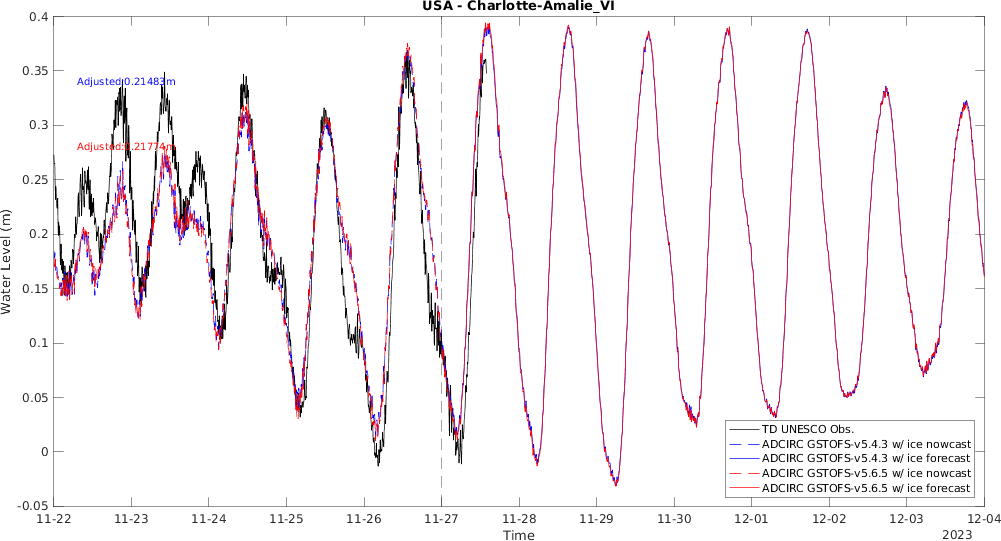 USA - Charlotte-Amalie_VI
0.4
0.35
0.3
0.25
0.2
0.15
0.1
0.05
0
-0.05
Water Level (m)
Adjusted:0.21483m
Adjusted:0.21774m
TD UNESCO Obs.
ADCIRC GSTOFS-v5.4.3 w/ ice nowcast
ADCIRC GSTOFS-v5.4.3 w/ ice forecast
ADCIRC GSTOFS-v5.6.5 w/ ice nowcast
ADCIRC GSTOFS-v5.6.5 w/ ice forecast
11-22 11-23 11-24 11-25 11-26 11-27 11-28 11-29 11-30 12-01 12-02 12-03 12-04
Time
2023